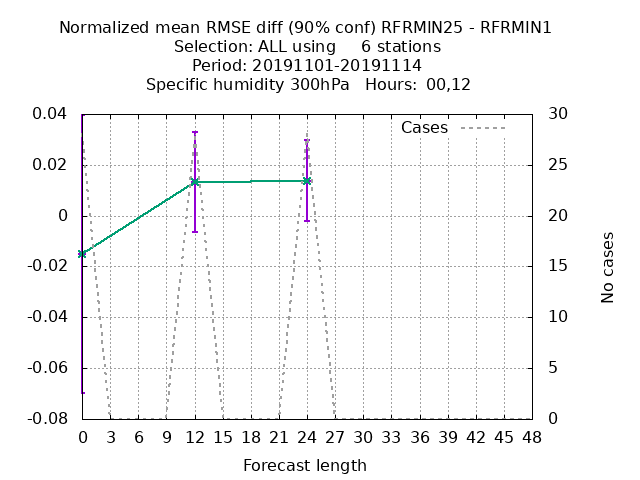 Normalized mean RMSE diff (90% conf) RFRMIN25 - RFRMIN1
Selection: ALL using     6 stations
Period: 20191101-20191114
Specific humidity 300hPa   Hours:  00,12
Cases
0.04
0.02
0
-0.02
-0.04
-0.06
-0.08
30
25
20
15
10
5
0
No cases
0 3 6 9 12 15 18 21 24 27 30 33 36 39 42 45 48
Forecast length